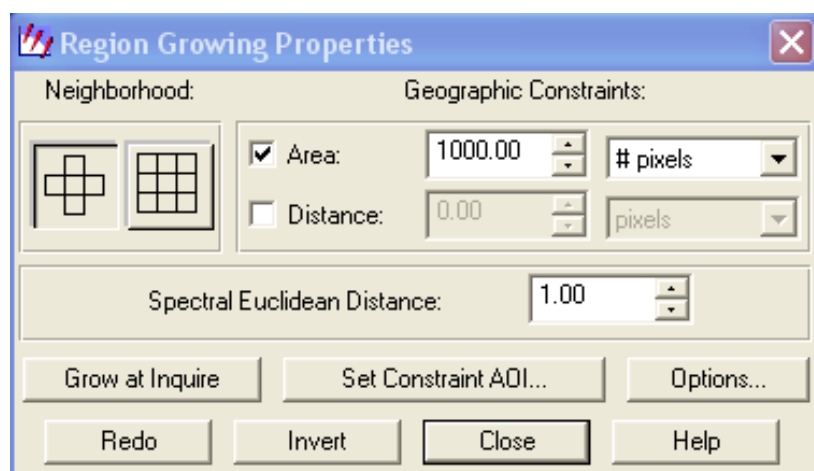 Region Growing Properties
Neighborhood: Geographic Constraints:
Area: 1000.00 # pixels
Distance: 0.00 pixels
Spectral Euclidean Distance: 1.00
Grow at Inquire Set Constraint AOI... Options...
Redo Invert Close Help